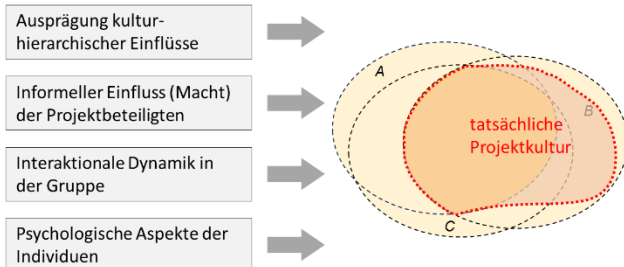 Ausprägung kultur-
hierarchischer Einflüsse
Informeller Einfluss (Macht)
der Projektbeteiligten
Interaktionale Dynamik in
der Gruppe
Psychologische Aspekte der
Individuen
A
B
tatsächliche
Projektkultur
C